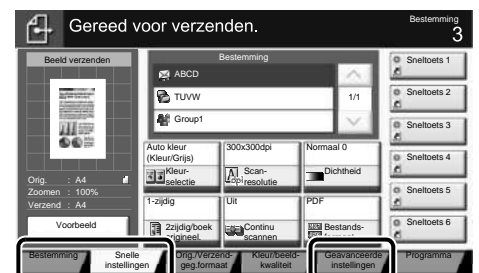 Gereed voor verzenden.
Bestemming
3
Beeld verzenden
Orig. : A4
Zoomen : 100%
Verzend : A4
Voorbeeld
Bestemming
ABCD
TUVW
1/1
Group1
Auto kleur
(Kleur/Grijs)
Kleur-
selectie
300x300dpi
Scan-
resolutie
Normaal 0
Dichtheid
1-zijdig
2zijdig/boek
origineel.
Uit
Continu
scannen
PDF
Bestands-
Sneltoets 1
Sneltoets 2
Sneltoets 3
Sneltoets 4
Sneltoets 5
Sneltoets 6
Bestemming
Snelle
instellingen
Orig./Verzend-
geg.formaat
Kleur/beeld-
kwaliteit
Geavanceerde
instellingen
Programma